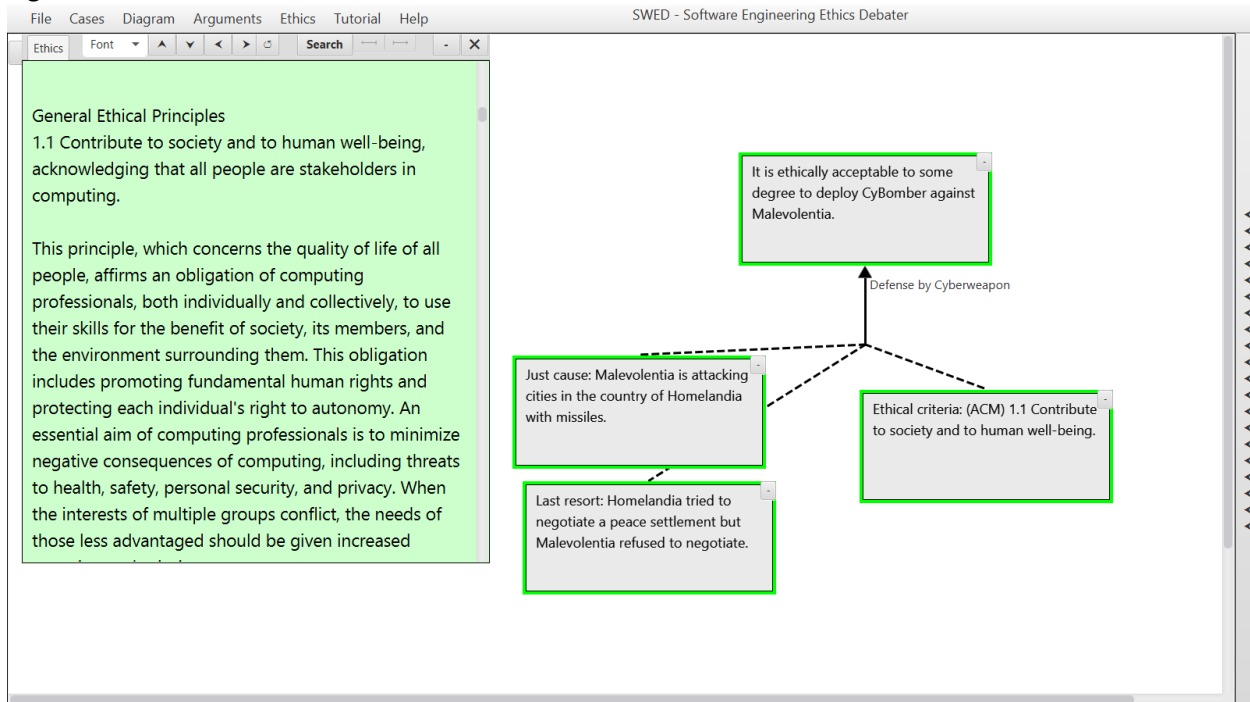 File Cases Diagram Arguments Ethics Tutorial Help
SWED - Software Engineering Ethics Debater
Ethics Font Search - X
General Ethical Principles
1.1 Contribute to society and to human well-being,
acknowledging that all people are stakeholders in
computing.
This principle, which concerns the quality of life of all
people, affirms an obligation of computing
professionals, both individually and collectively, to use
their skills for the benefit of society, its members, and
the environment surrounding them. This obligation
includes promoting fundamental human rights and
protecting each individual's right to autonomy. An
essential aim of computing professionals is to minimize
negative consequences of computing, including threats
to health, safety, personal security, and privacy. When
the interests of multiple groups conflict, the needs of
those less advantaged should be given increased
It is ethically acceptable to some
degree to deploy CyBomber against
Malevolentia.
Defense by Cyberweapon
Just cause: Malevolentia is attacking
cities in the country of Homelandia
with missiles.
Ethical criteria: (ACM) 1.1 Contribute
to society and to human well-being.
Last resort: Homelandia tried to
negotiate a peace settlement but
Malevolentia refused to negotiate.